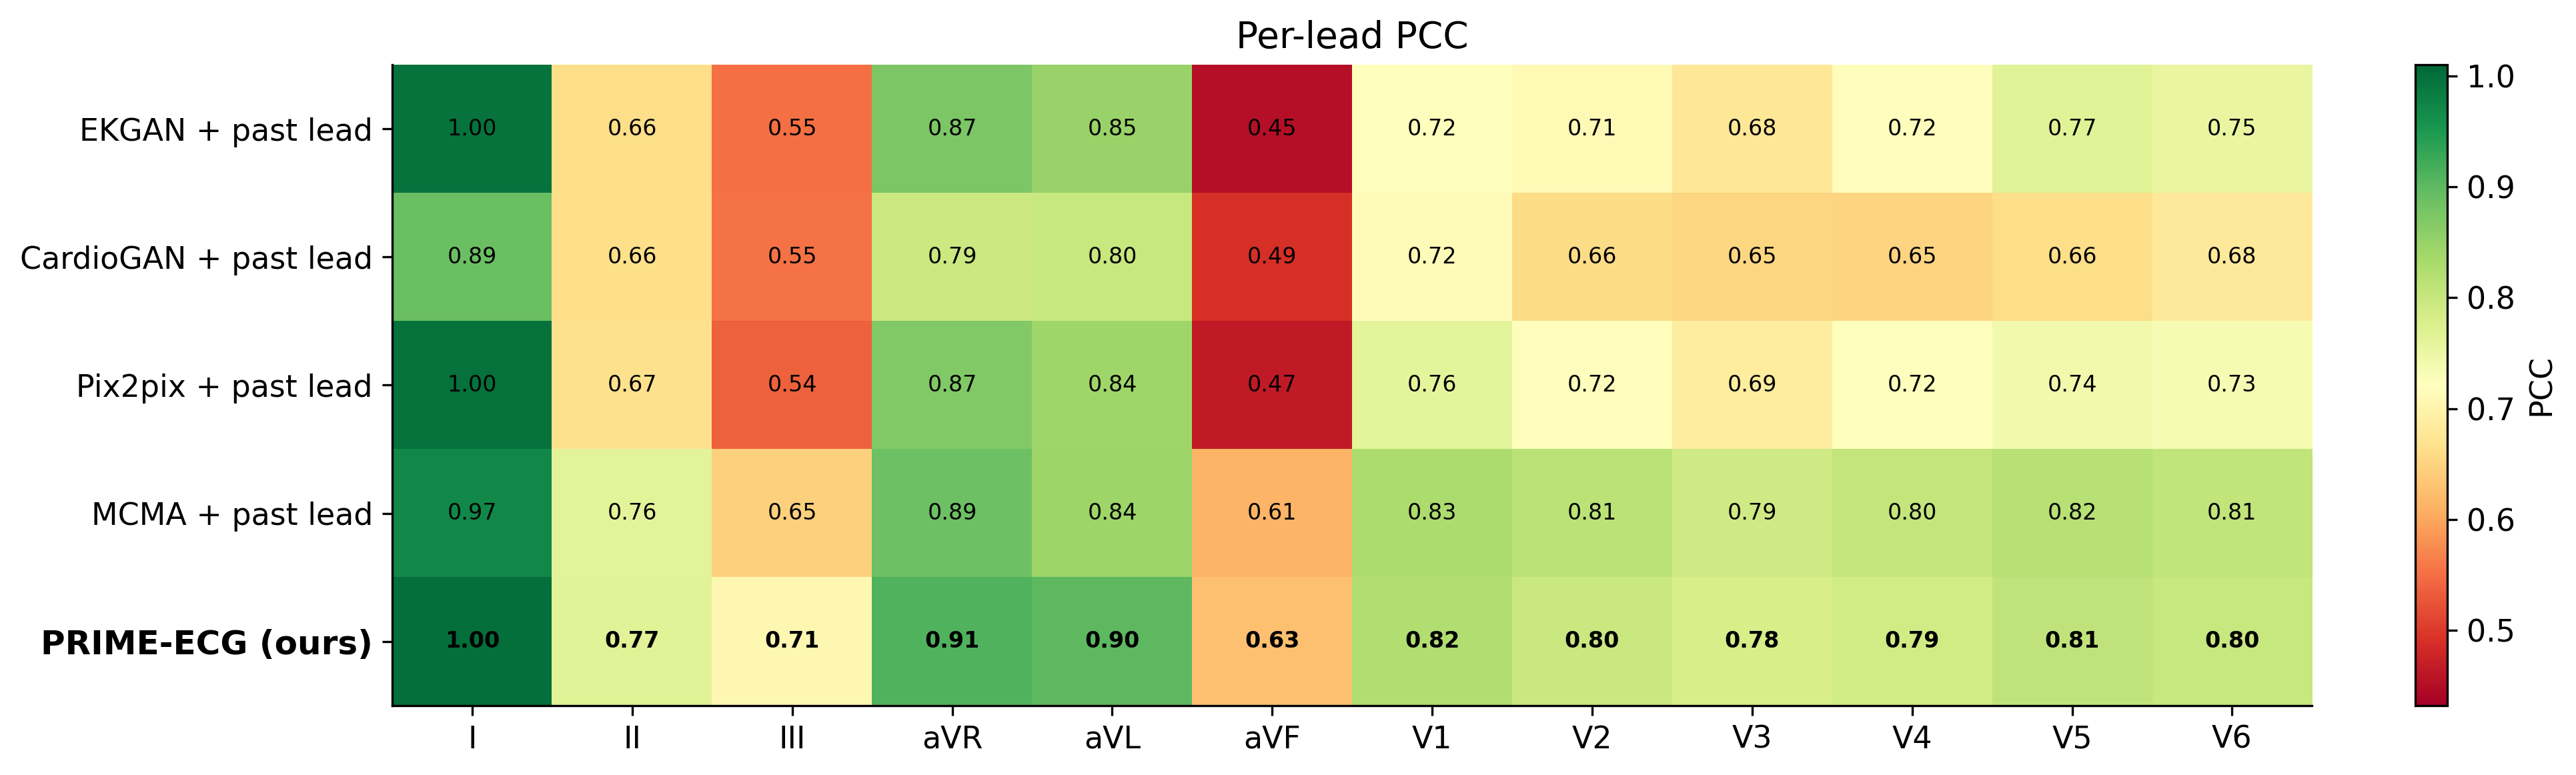 Per-lead PCC
EKGAN + past lead 1.00 0.66 0.55 0.87 0.85 0.45 0.72 0.71 0.68 0.72 0.77 0.75
CardioGAN + past lead 0.89 0.66 0.55 0.79 0.80 0.49 0.72 0.66 0.65 0.65 0.66 0.68
Pix2pix + past lead 1.00 0.67 0.54 0.87 0.84 0.47 0.76 0.72 0.69 0.72 0.74 0.73
MCMA + past lead 0.97 0.76 0.65 0.89 0.84 0.61 0.83 0.81 0.79 0.80 0.82 0.81
PRIME-ECG (ours) 1.00 0.77 0.71 0.91 0.90 0.63 0.82 0.80 0.78 0.79 0.81 0.80
I II III aVR aVL aVF V1 V2 V3 V4 V5 V6
1.0
0.9
0.8
0.7
0.6
0.5
PCC